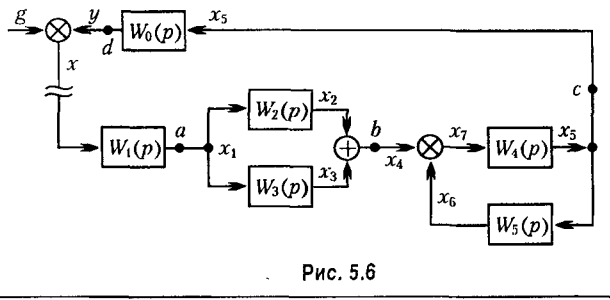 g
y
d
W₀(p)
x₅
x
c
W₁(p)
a
x₁
W₂(p)
x₂
W₃(p)
x₃
b
x₄
x₇
W₄(p)
x₅
x₆
W₅(p)
Рис. 5.6